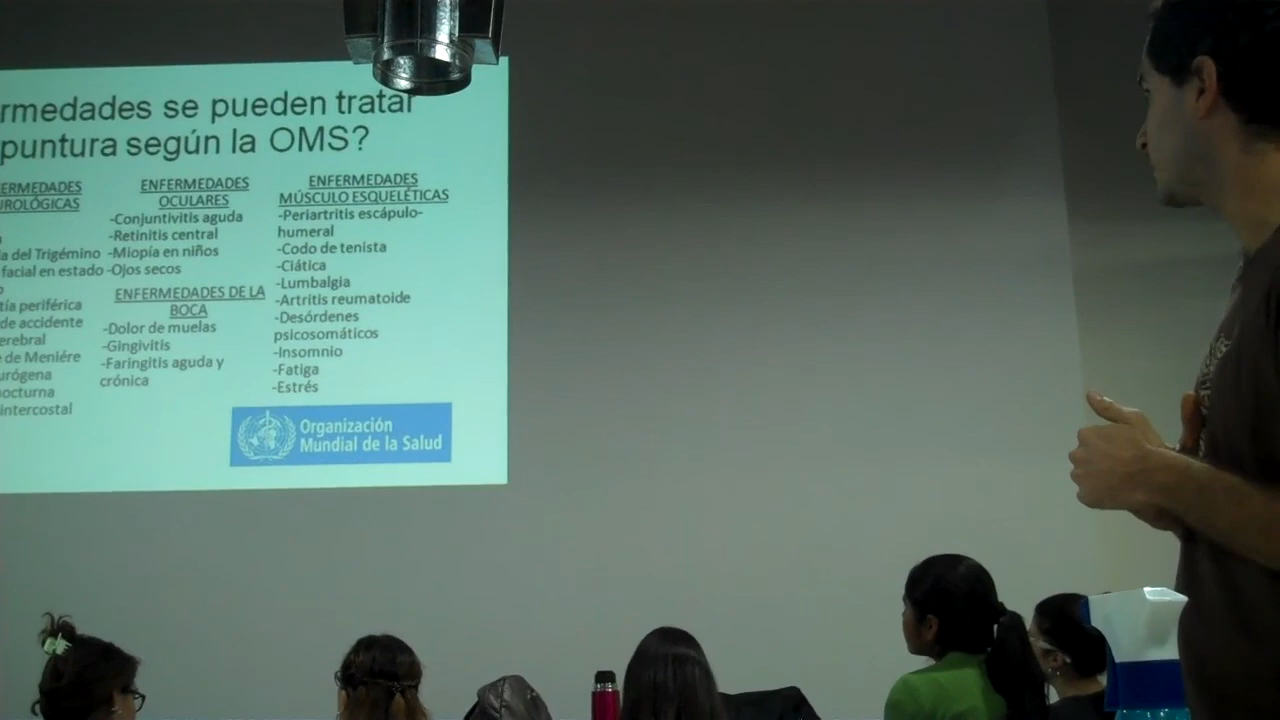 rmedades se pueden tratar
puntura según la OMS?
ERMEDADES
UROLÓGICAS
a del Trigémino
facial en estado
tía periférica
de accidente
erebral
de Meniére
urógena
nocturna
intercostal
ENFERMEDADES
OCULARES
-Conjuntivitis aguda
-Retinitis central
-Miopía en niños
-Ojos secos
ENFERMEDADES DE LA
BOCA
-Dolor de muelas
-Gingivitis
-Faringitis aguda y
crónica
ENFERMEDADES
MÚSCULO ESQUELÉTICAS
-Periartritis escápulo-
humeral
-Codo de tenista
-Ciática
-Lumbalgia
-Artritis reumatoide
-Desórdenes
psicosomáticos
-Insomnio
-Fatiga
-Estrés
Organización
Mundial de la Salud